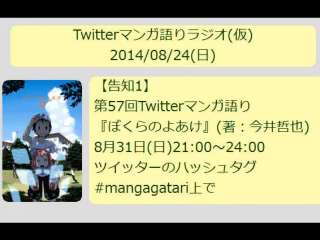 Twitterマンガ語りラジオ(仮)
2014/08/24(日)
【告知1】
第57回Twitterマンガ語り
『ぼくらのよあけ』(著:今井哲也)
8月31日(日)21:00~24:00
ツイッターのハッシュタグ
#mangagatari上で